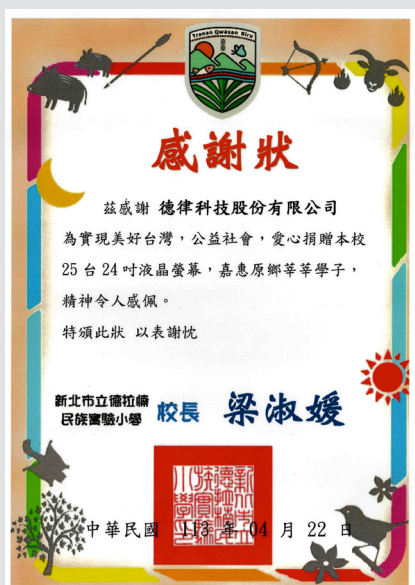 Tranan Qwasan Biru
感謝狀
茲感謝 德律科技股份有限公司
為實現美好台灣，公益社會，愛心捐贈本校
25 台 24 吋液晶螢幕，嘉惠原鄉莘莘學子，
精神令人感佩。
特頒此狀 以表謝忱
新北市立德拉楠
民族實驗小學 校長 梁淑媛
中華民國 113 年 04 月 22 日